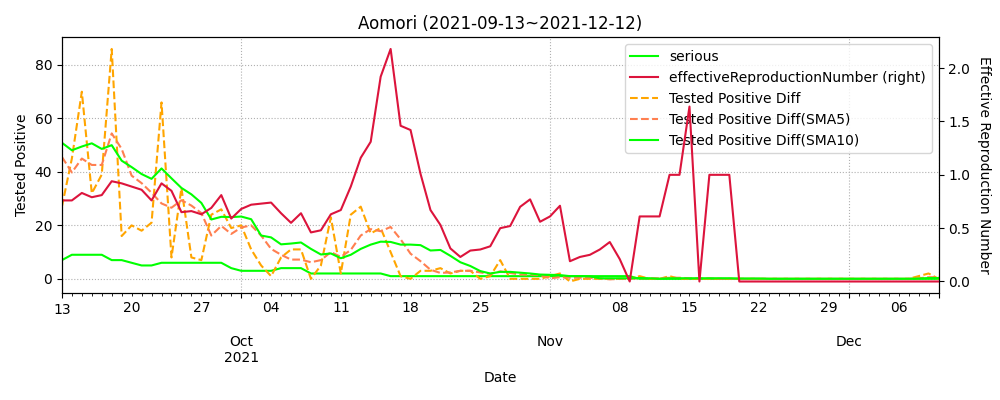 Aomori (2021-09-13~2021-12-12)
serious
effectiveReproductionNumber (right)
Tested Positive Diff
Tested Positive Diff(SMA5)
Tested Positive Diff(SMA10)
Tested Positive
80
60
40
20
0
Effective Reproduction Number
2.0
1.5
1.0
0.5
0.0
13 20 27 04 11 18 25 08 15 22 29 06
Oct Nov Dec
2021
Date